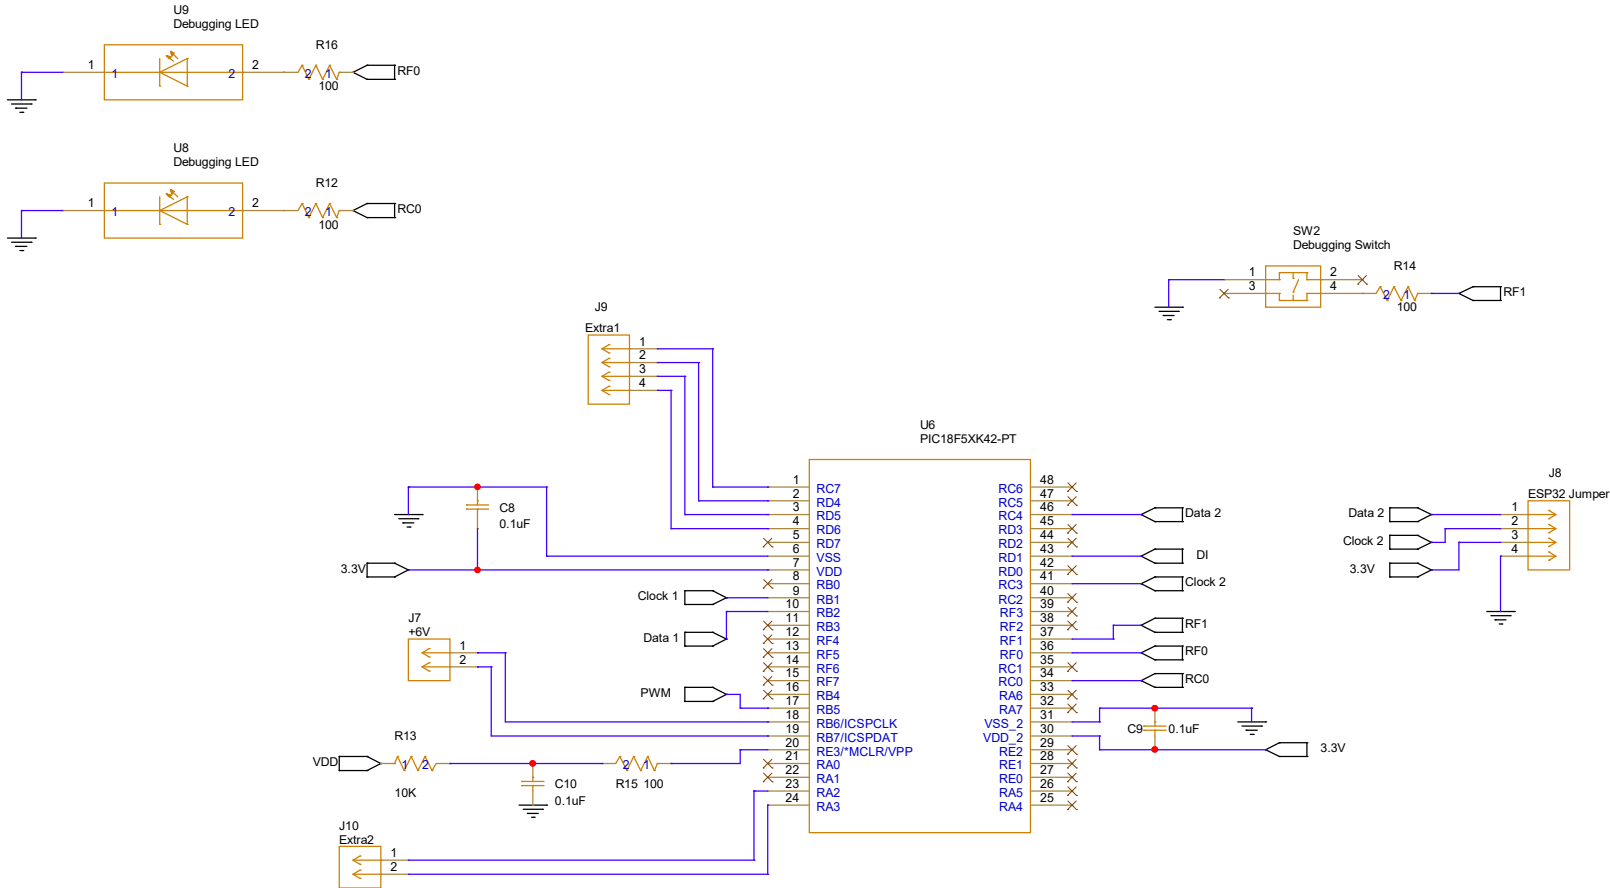 U9
Debugging LED
R16
1
1
2
2
2
1
100
RF0
U8
Debugging LED
R12
1
1
2
2
2
1
100
RC0
SW2
Debugging Switch
R14
1
2
3
4
2
1
100
RF1
J9
Extra1
1
2
3
4
U6
PIC18F5XK42-PT
1 RC7
2 RD4
3 RD5
4 RD6
5 RD7
6 VSS
7 VDD
8 RB0
9 RB1
10 RB2
11 RB3
12 RF4
13 RF5
14 RF6
15 RF7
16 RB4
17 RB5
18 RB6/ICSPCLK
19 RB7/ICSPDAT
20 RE3/*MCLR/VPP
21 RA0
22 RA1
23 RA2
24 RA3
RC6 48
RC5 47
RC4 46
RD3 45
RD2 44
RD1 43
RD0 42
RC3 41
RC2 40
RF3 39
RF2 38
RF1 37
RF0 36
RC1 35
RC0 34
RA6 33
RA7 32
VSS_2 31
VDD_2 30
RE2 29
RE1 28
RE0 27
RA5 26
RA4 25
C8
0.1uF
3.3V
Clock 1
Data 1
J7
+6V
1
2
PWM
R13
VDD
1
2
10K
C10
0.1uF
2
1
R15 100
J10
Extra2
1
2
Data 2
DI
Clock 2
RF1
RF0
RC0
C9
0.1uF
3.3V
J8
ESP32 Jumper
Data 2
1
Clock 2
2
3
3.3V
4